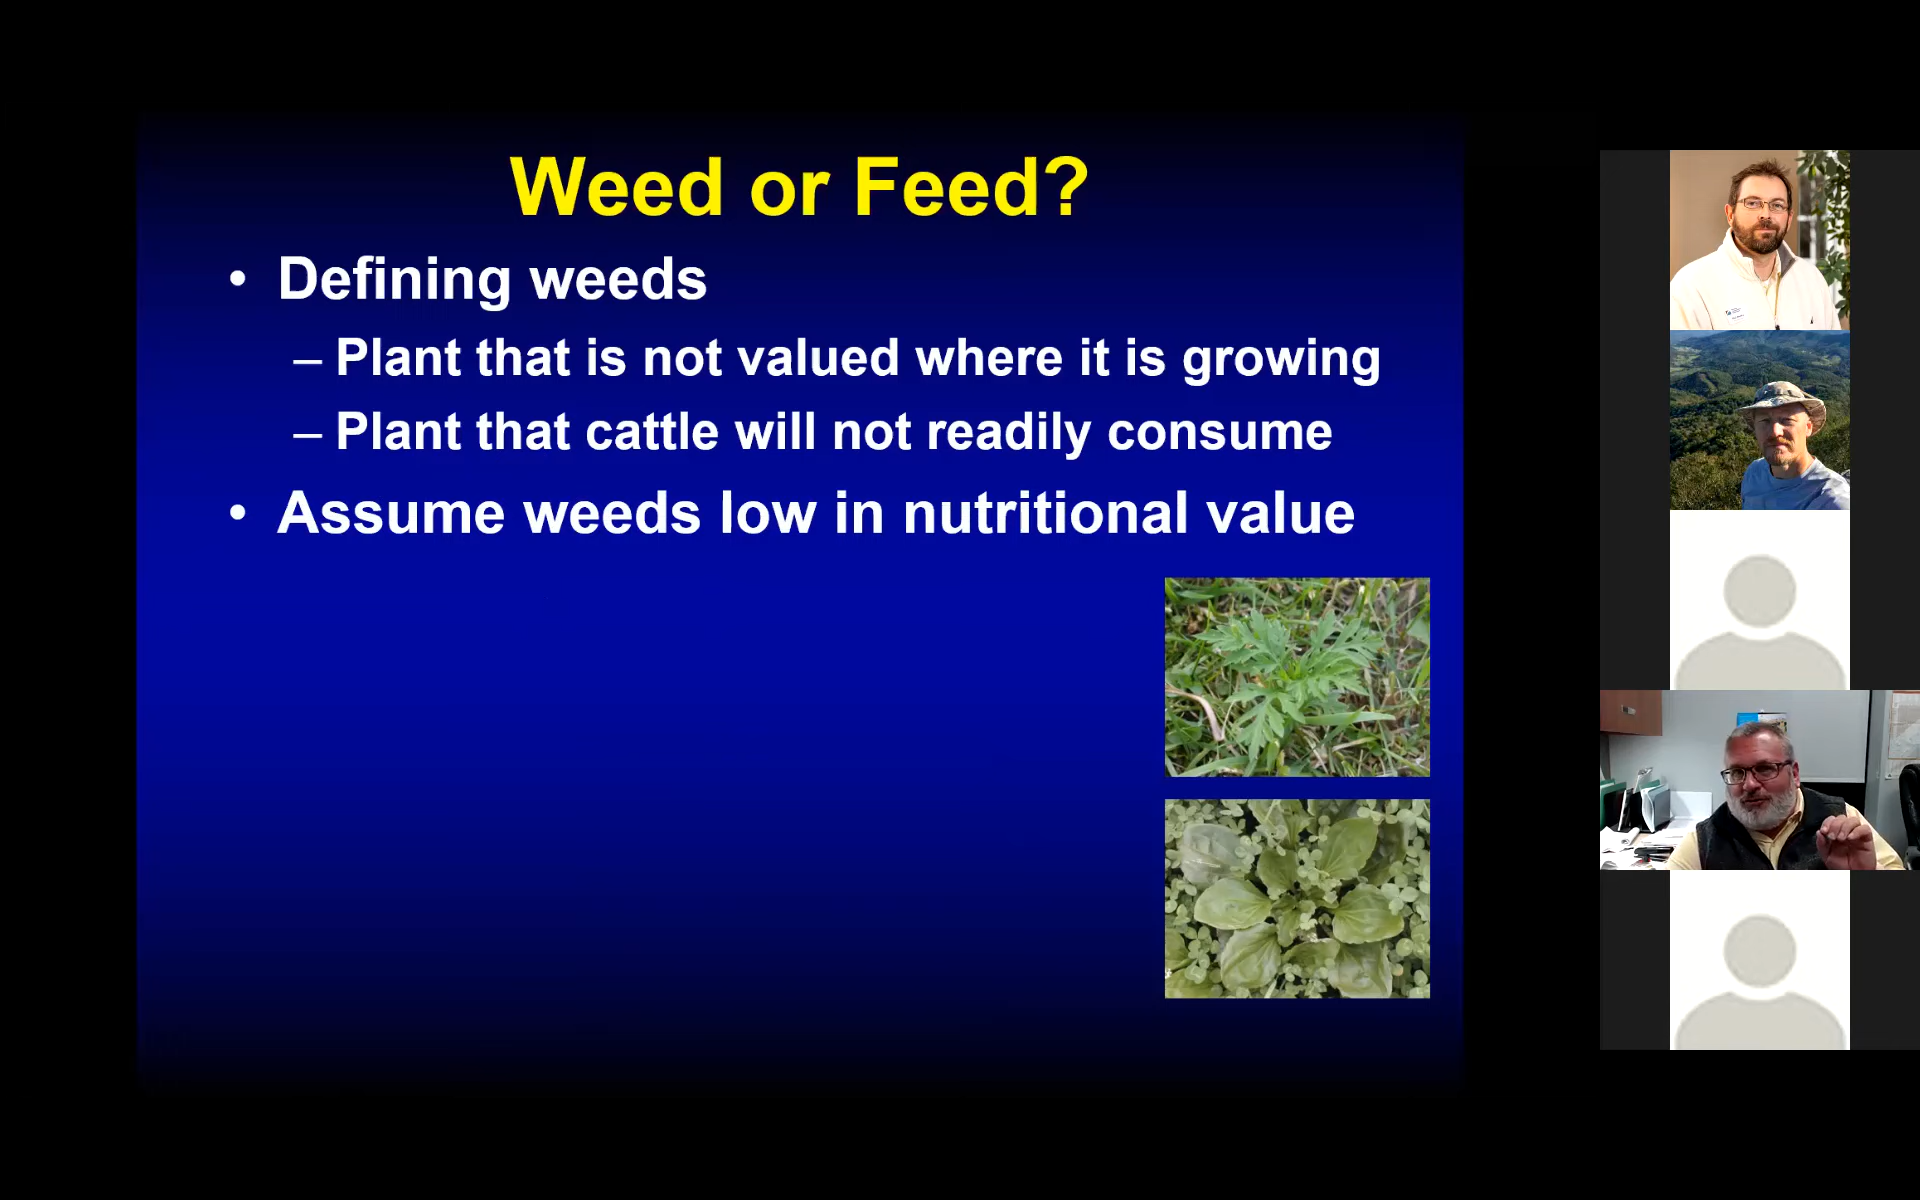 Weed or Feed?
• Defining weeds
– Plant that is not valued where it is growing
– Plant that cattle will not readily consume
• Assume weeds low in nutritional value